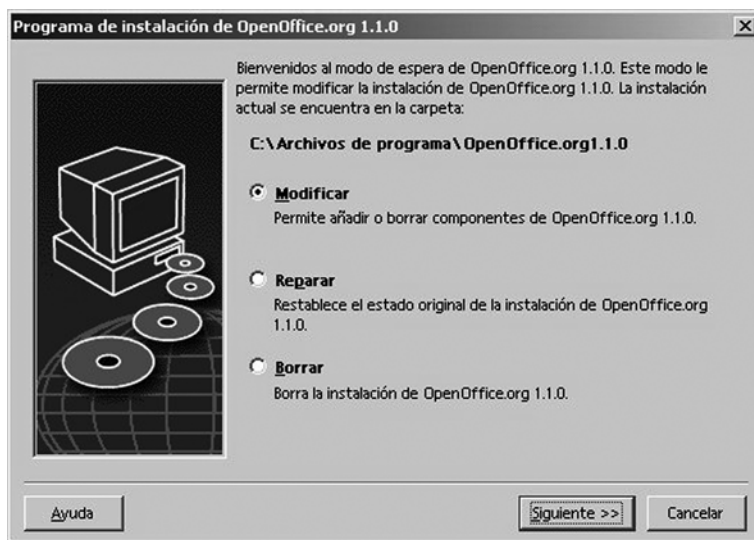 Programa de instalación de OpenOffice.org 1.1.0
Bienvenidos al modo de espera de OpenOffice.org 1.1.0. Este modo le
permite modificar la instalación de OpenOffice.org 1.1.0. La instalación
actual se encuentra en la carpeta:
C:\Archivos de programa\OpenOffice.org1.1.0
Modificar
Permite añadir o borrar componentes de OpenOffice.org 1.1.0.
Reparar
Restablece el estado original de la instalación de OpenOffice.org
1.1.0.
Borrar
Borra la instalación de OpenOffice.org 1.1.0.
Ayuda
Siguiente >>
Cancelar